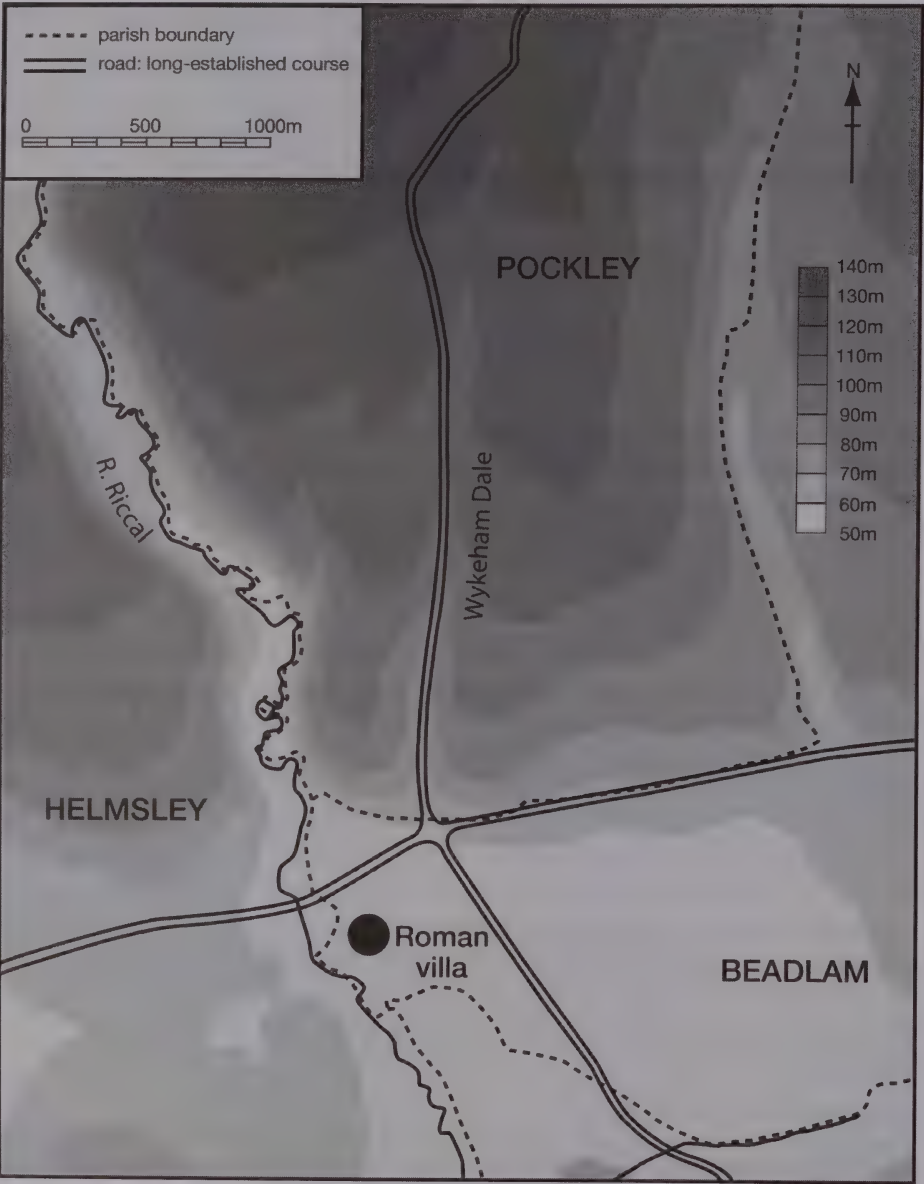 parish boundary
road: long-established course
0 500 1000m
N
POCKLEY
140m
130m
120m
110m
100m
90m
80m
70m
60m
50m
R. Riccal
Wykeham Dale
HELMSLEY
Roman
villa
BEADLAM